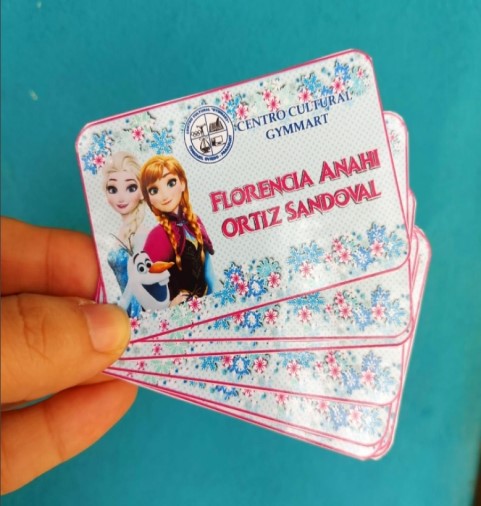 CENTRO CULTURAL
GYMMART
FLORENCIA ANAHI
ORTIZ SANDOVAL